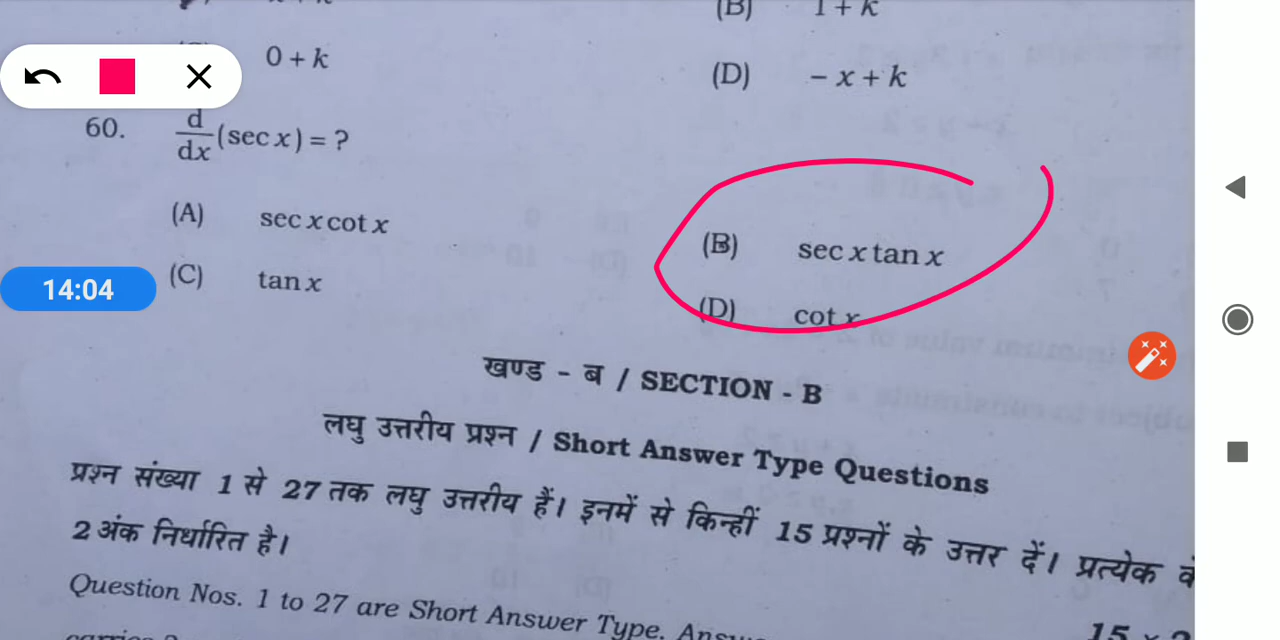 (B) 1 + k
0 + k
(D) – x + k
60. d/dx (sec x) = ?
(A) sec x cot x
(B) sec x tan x
14:04
(C) tan x
(D) cot x
खण्ड - ब / SECTION - B
लघु उत्तरीय प्रश्न / Short Answer Type Questions
प्रश्न संख्या 1 से 27 तक लघु उत्तरीय हैं। इनमें से किन्हीं 15 प्रश्नों के उत्तर दें। प्रत्येक के
2 अंक निर्धारित है।
Question Nos. 1 to 27 are Short Answer Type.